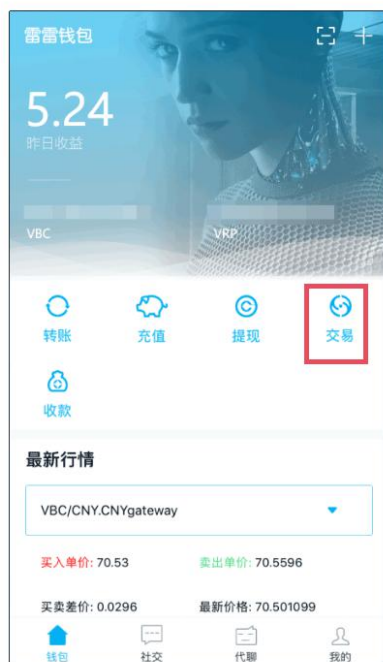 雷雷钱包
5.24
昨日收益
VBC VRP
转账 充值 提现 交易
收款
最新行情
VBC/CNY.CNYgateway
买入单价: 70.53 卖出单价: 70.5596
买卖差价: 0.0296 最新价格: 70.501099
钱包 社交 代聊 我的